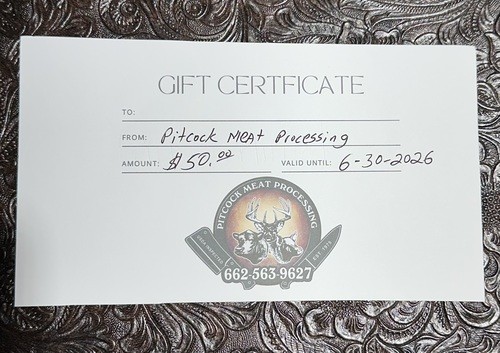 GIFT CERTFICATE
TO:
FROM: Pitcock Meat Processing
AMOUNT: $50.00 VALID UNTIL: 6-30-2026
PITCOCK MEAT PROCESSING
662-563-9627